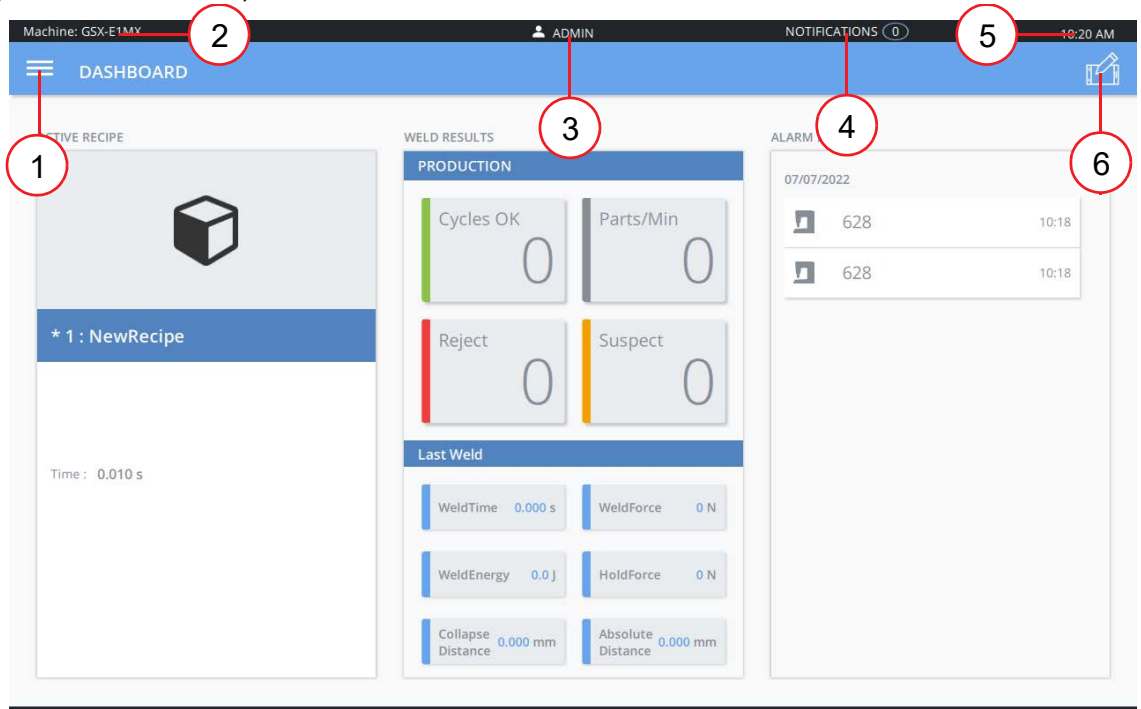 Machine: GSX-E1MX
2
ADMIN
NOTIFICATIONS 0
5
10:20 AM
DASHBOARD
1
3
4
6
ACTIVE RECIPE
* 1 : NewRecipe
Time : 0.010 s
WELD RESULTS
PRODUCTION
Cycles OK
0
Parts/Min
0
Reject
0
Suspect
0
Last Weld
WeldTime 0.000 s
WeldForce 0 N
WeldEnergy 0.0 J
HoldForce 0 N
Collapse
Distance 0.000 mm
Absolute
Distance 0.000 mm
ALARM
07/07/2022
628 10:18
628 10:18